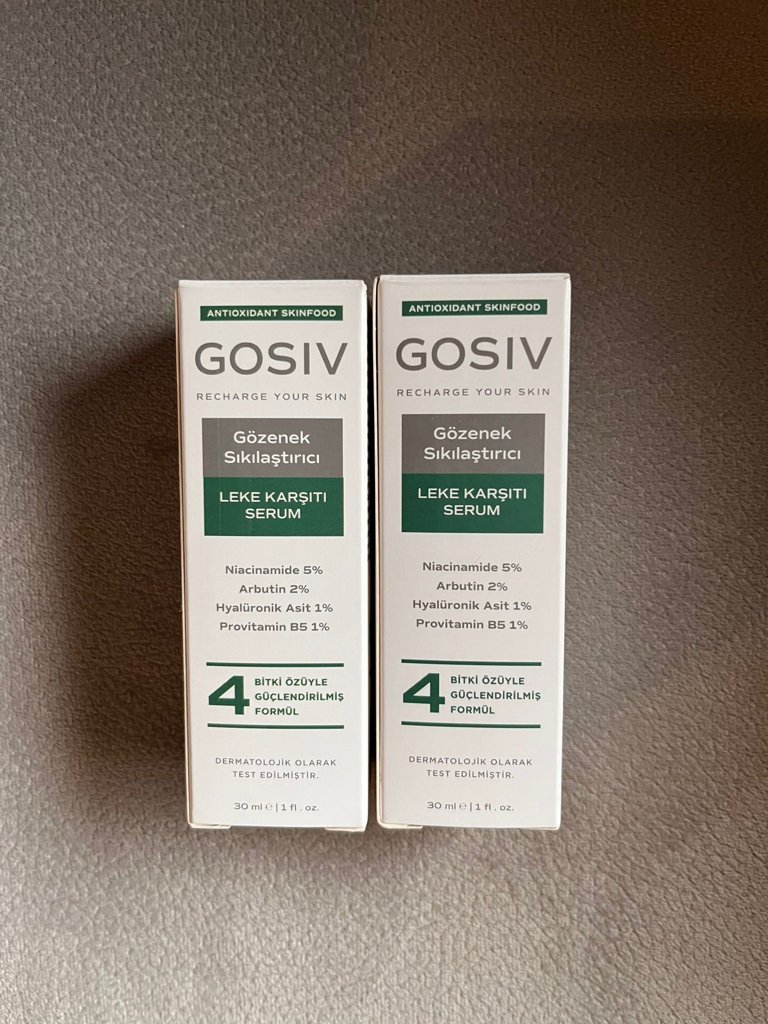 ANTIOXIDANT SKINFOOD
GOSIV
RECHARGE YOUR SKIN
Gözenek
Sıkılaştırıcı
LEKE KARŞITI
SERUM
Niacinamide 5%
Arbutin 2%
Hyalüronik Asit 1%
Provitamin B5 1%
4 BİTKİ ÖZÜYLE
GÜÇLENDİRİLMİŞ
FORMÜL
DERMATOLOJİK OLARAK
TEST EDİLMİŞTİR.
30 ml ℮ | 1 fl . oz.
ANTIOXIDANT SKINFOOD
GOSIV
RECHARGE YOUR SKIN
Gözenek
Sıkılaştırıcı
LEKE KARŞITI
SERUM
Niacinamide 5%
Arbutin 2%
Hyalüronik Asit 1%
Provitamin B5 1%
4 BİTKİ ÖZÜYLE
GÜÇLENDİRİLMİŞ
FORMÜL
DERMATOLOJİK OLARAK
TEST EDİLMİŞTİR.
30 ml ℮ | 1 fl . oz.